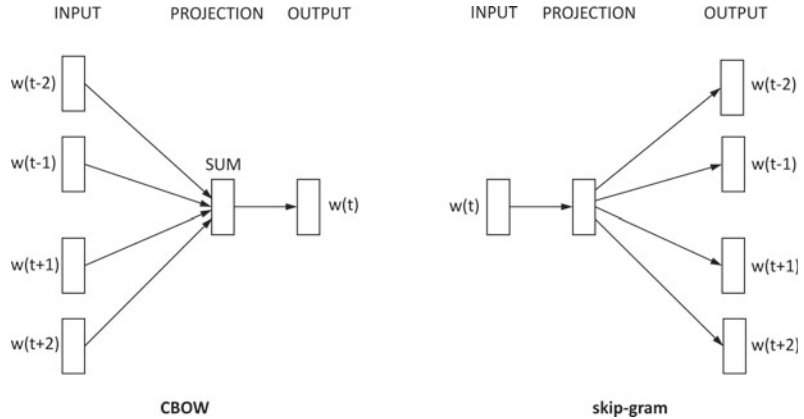 INPUT PROJECTION OUTPUT
w(t-2)
w(t-1)
SUM
w(t)
w(t+1)
w(t+2)
CBOW
INPUT PROJECTION OUTPUT
w(t-2)
w(t-1)
w(t)
w(t+1)
w(t+2)
skip-gram